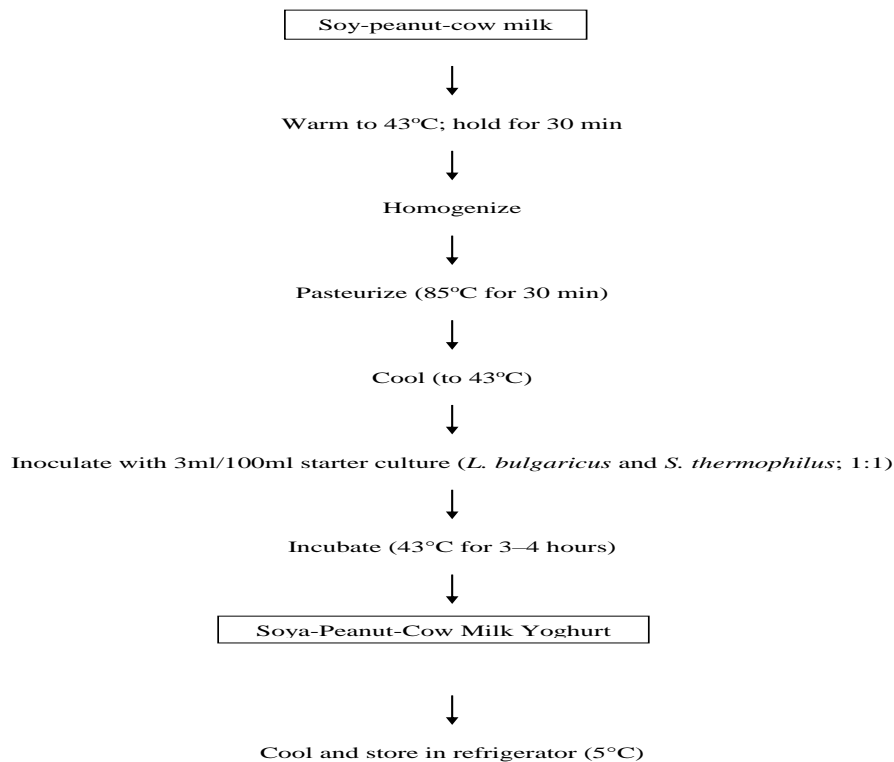 Soy-peanut-cow milk
Warm to 43ºC; hold for 30 min
Homogenize
Pasteurize (85ºC for 30 min)
Cool (to 43ºC)
Inoculate with 3ml/100ml starter culture (L. bulgaricus and S. thermophilus; 1:1)
Incubate (43°C for 3–4 hours)
Soya-Peanut-Cow Milk Yoghurt
Cool and store in refrigerator (5°C)